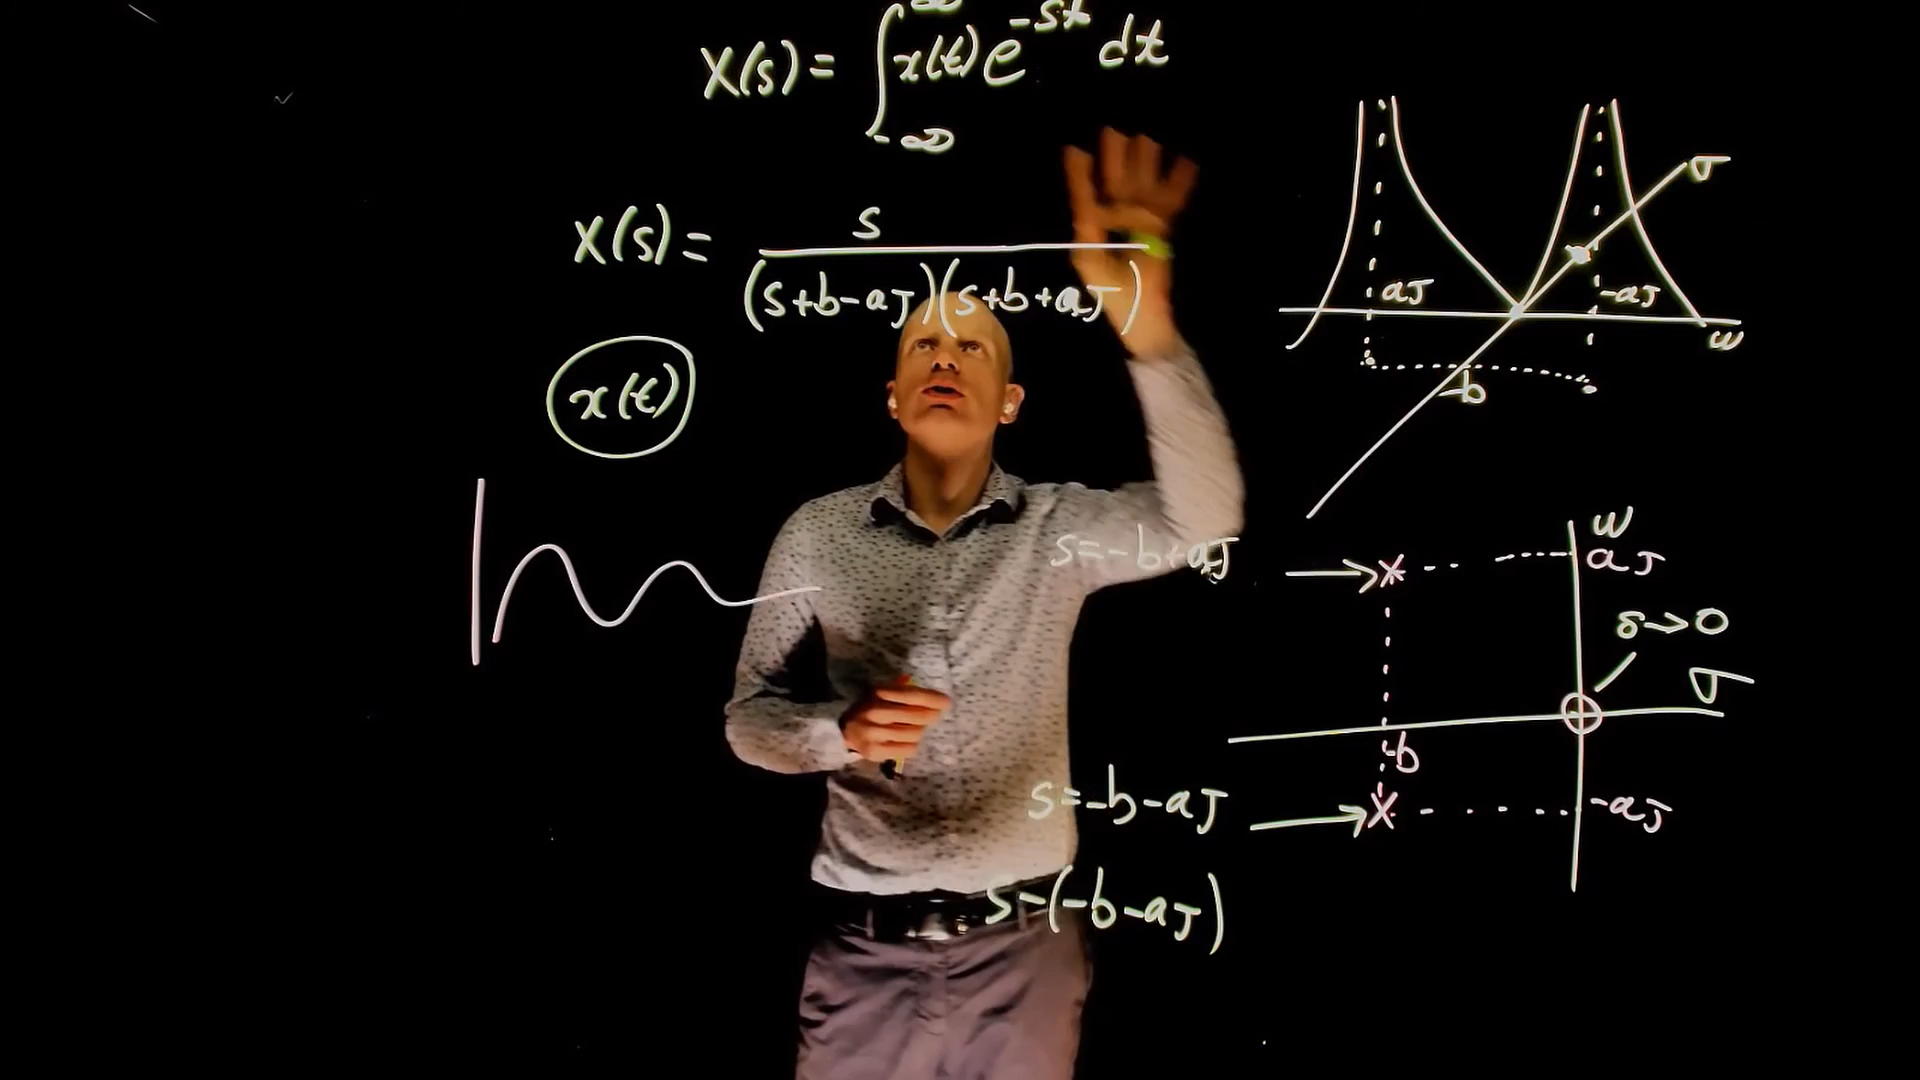 X(s) = ∫_{-∞}^{∞} x(t) e^{-st} dt
X(s) = s / (s+b-aj)(s+b+aj)
x(t)
σ
aj
-aj
ω
-b
ω
s=-b+aj → x
aj
δ→0
σ
-b
s=-b-aj → x
-aj
s-(-b-aj)